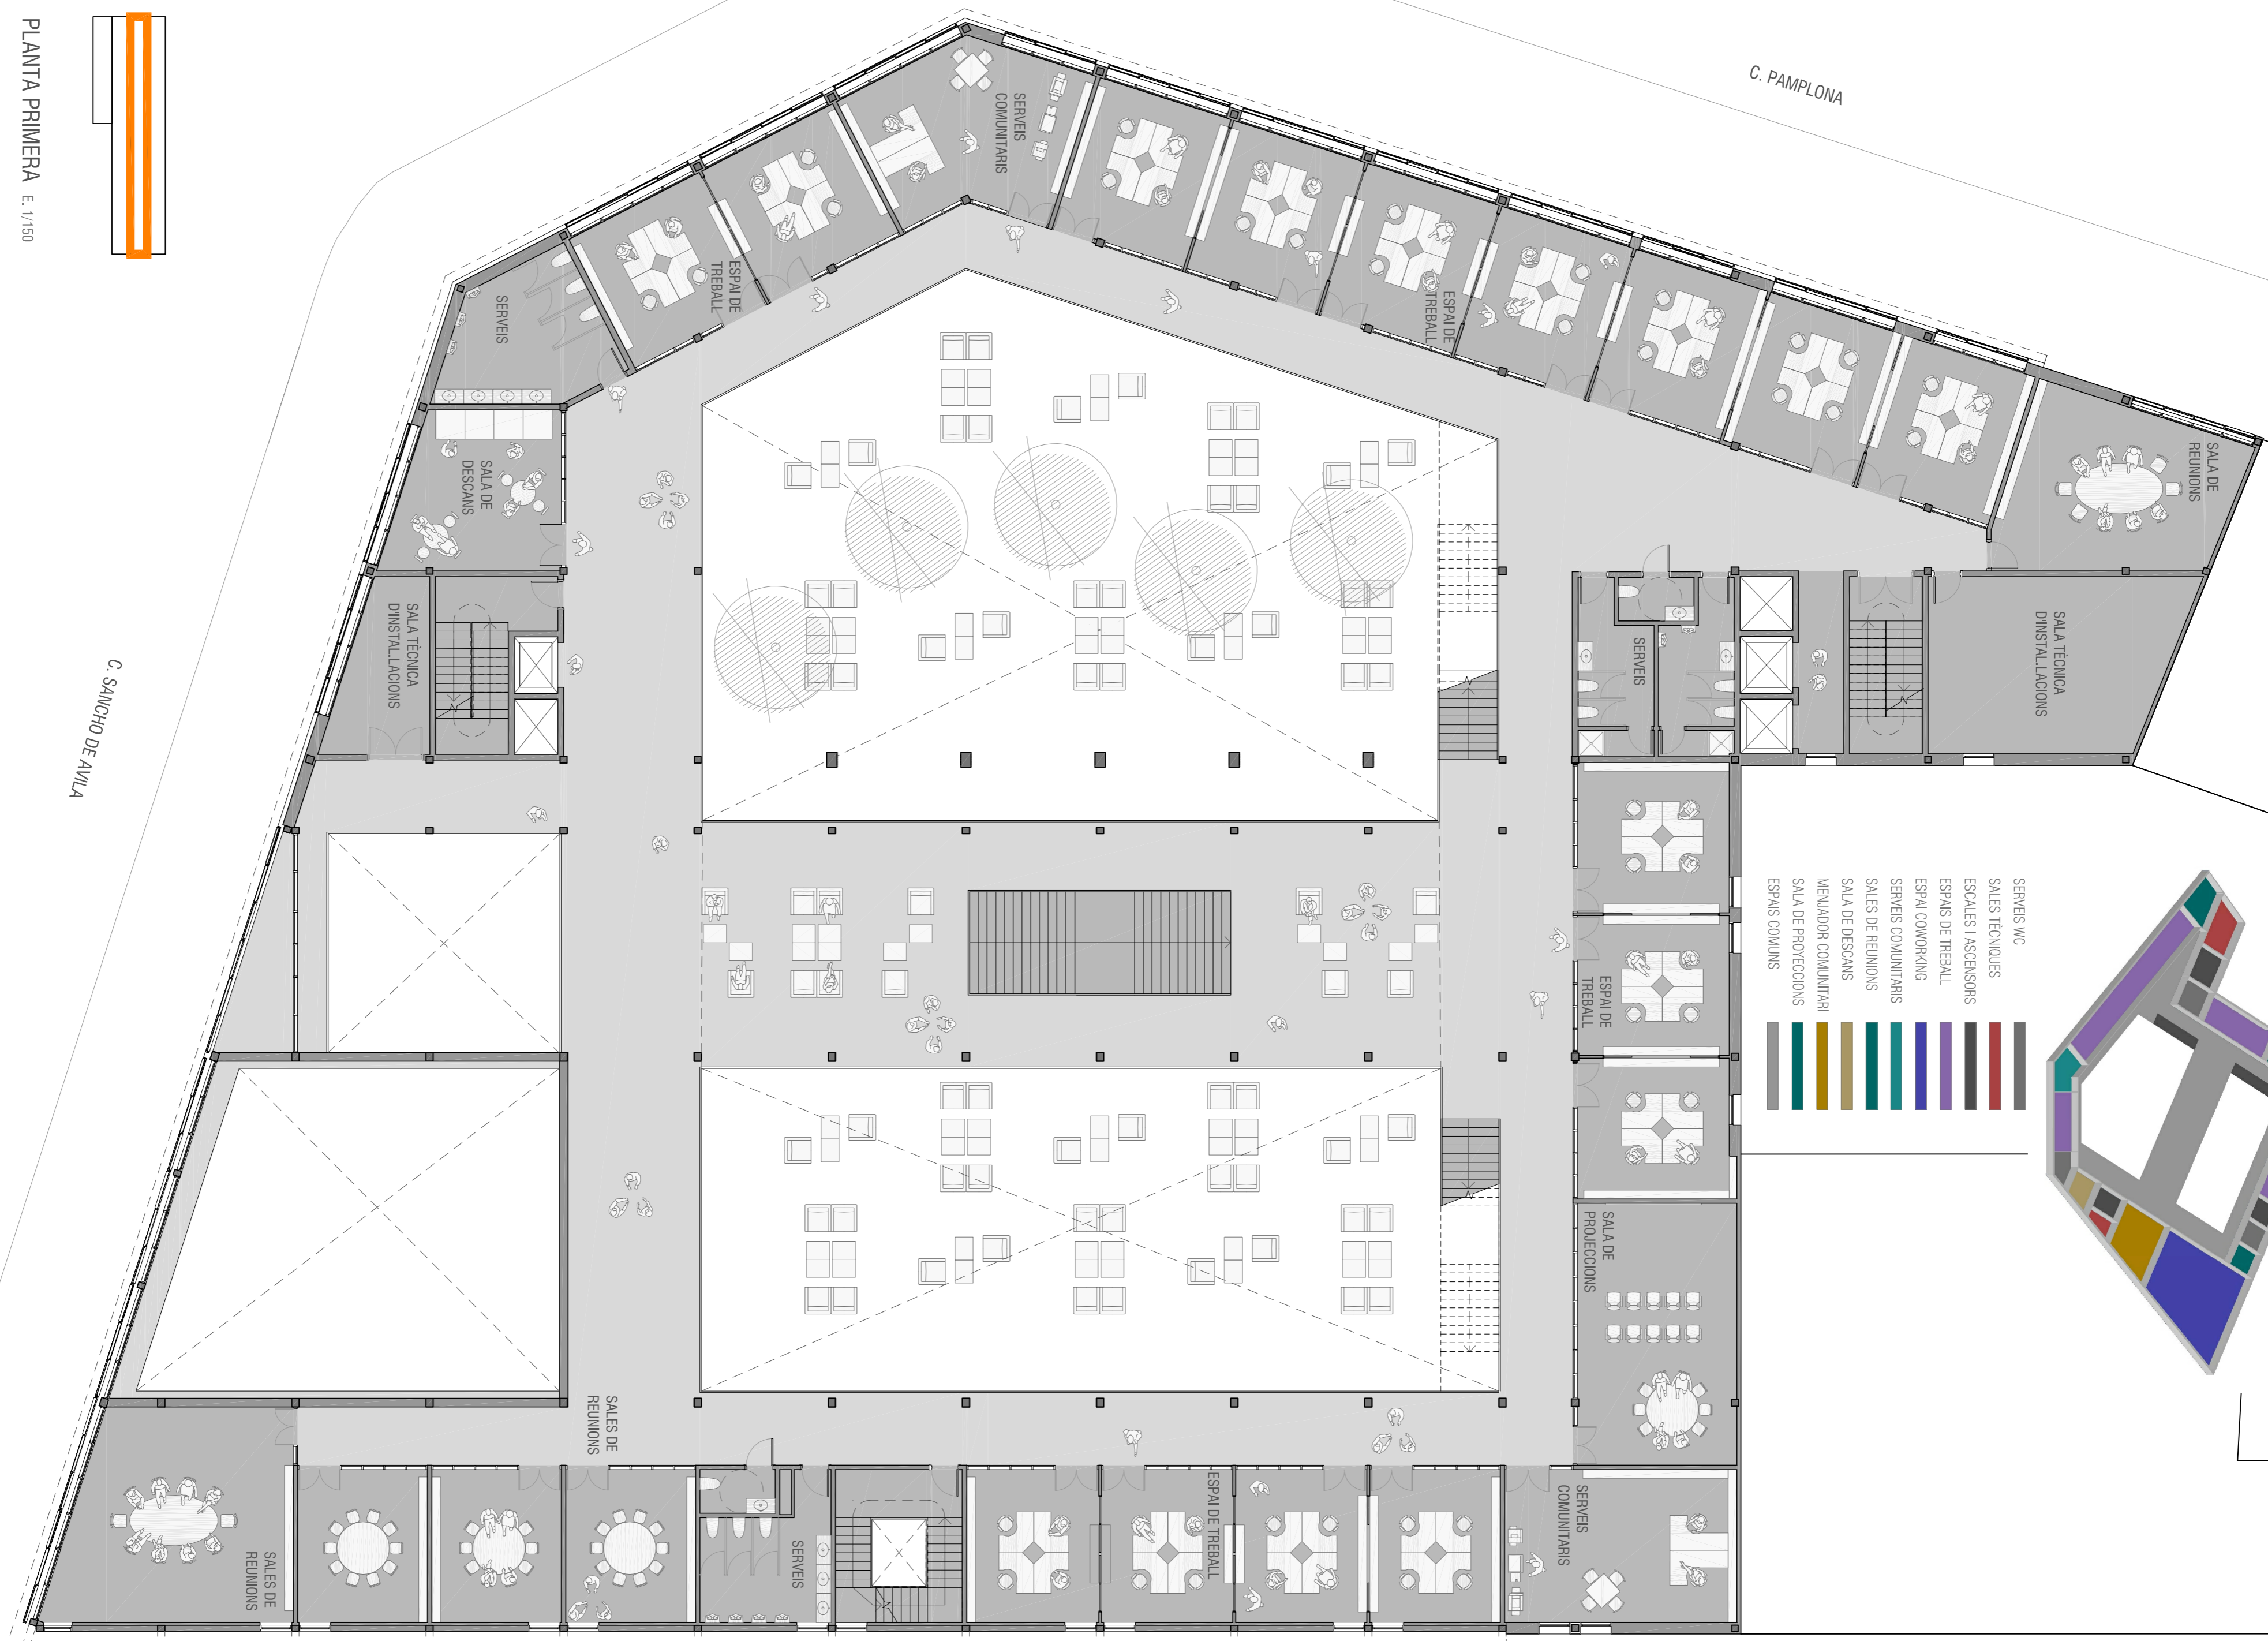 PLANTA PRIMERA E. 1/150
C. PAMPLONA
C. SANCHO DE AVILA
SERVEIS
COMUNITARIS
ESPAI DE
TREBALL
ESPAI DE
TREBALL
SERVEIS
SALA DE
DESCANS
SALA TÈCNICA
D'INSTAL.LACIONS
SALA DE
REUNIONS
SALA TÈCNICA
D'INSTAL.LACIONS
SERVEIS
ESPAI DE
TREBALL
SALA DE
PROJECCIONS
SERVEIS
COMUNITARIS
ESPAI DE TREBALL
SERVEIS
SALES DE
REUNIONS
SALES DE
REUNIONS
SERVEIS WC
SALES TÈCNIQUES
ESCALES I ASCENSORS
ESPAIS DE TREBALL
ESPAI COWORKING
SERVEIS COMUNITARIS
SALES DE REUNIONS
SALA DE DESCANS
MENJADOR COMUNITARI
SALA DE PROYECCIONS
ESPAIS COMUNS